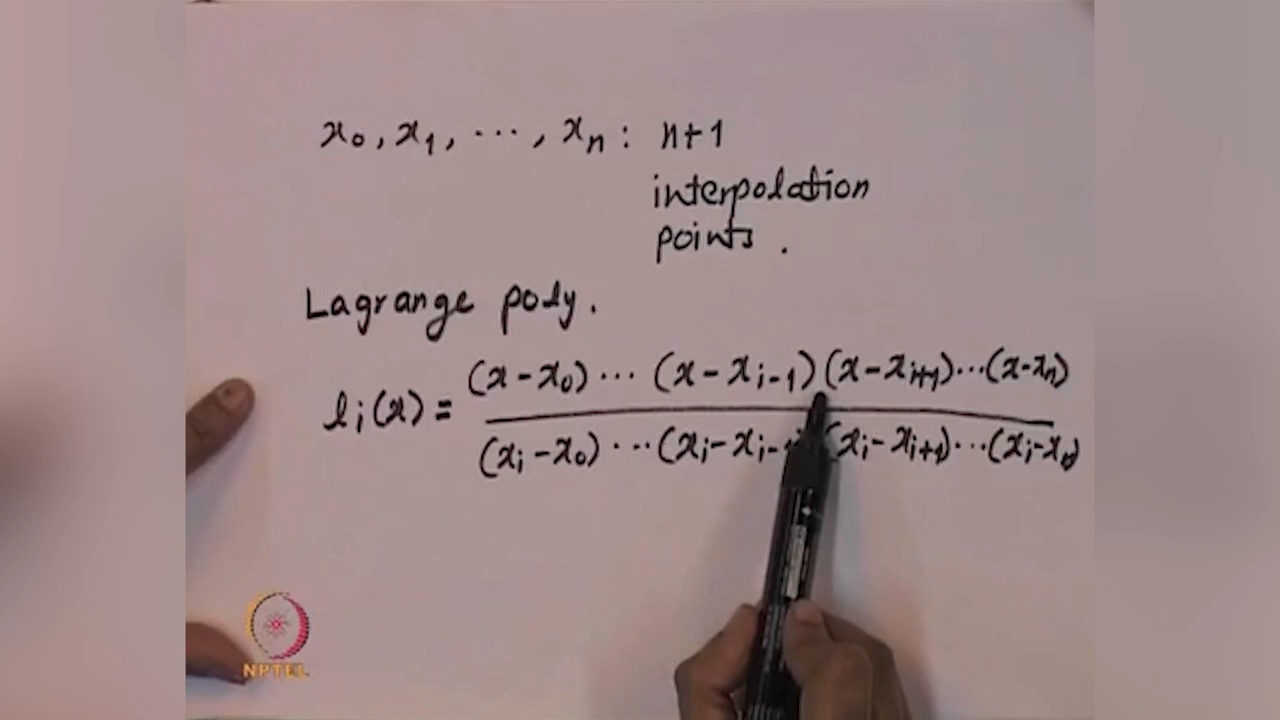 x₀, x₁, ⋯, xₙ : n+1
interpolation
points.
Lagrange poly.
lᵢ(x) = (x-x₀)⋯(x-xᵢ₋₁)(x-xᵢ₊₁)⋯(x-xₙ)
(xᵢ-x₀)⋯(xᵢ-xᵢ₋₁)(xᵢ-xᵢ₊₁)⋯(xᵢ-xₙ)
NPTEL